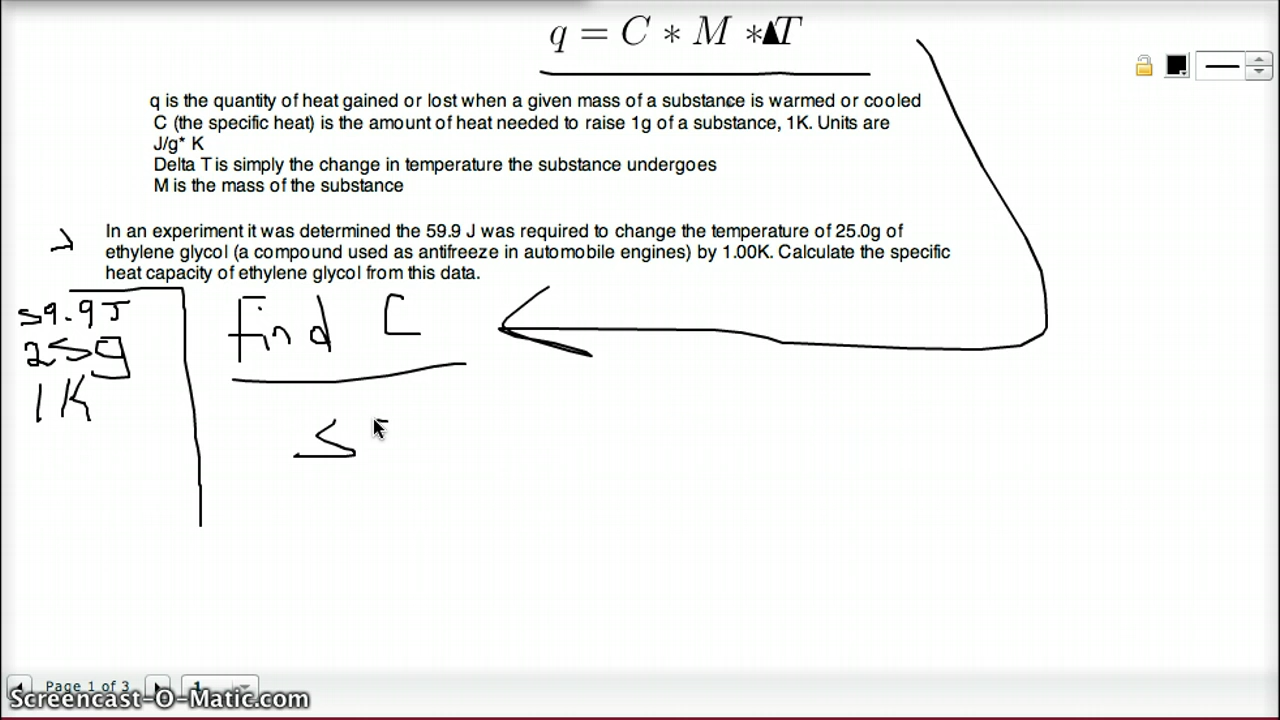 q = C * M * ▲T
q is the quantity of heat gained or lost when a given mass of a substance is warmed or cooled
C (the specific heat) is the amount of heat needed to raise 1g of a substance, 1K. Units are
J/g* K
Delta T is simply the change in temperature the substance undergoes
M is the mass of the substance
In an experiment it was determined the 59.9 J was required to change the temperature of 25.0g of
ethylene glycol (a compound used as antifreeze in automobile engines) by 1.00K. Calculate the specific
heat capacity of ethylene glycol from this data.
59.9J
25g
1K
find C
5
Page 1 of 3
1
Screencast-O-Matic.com